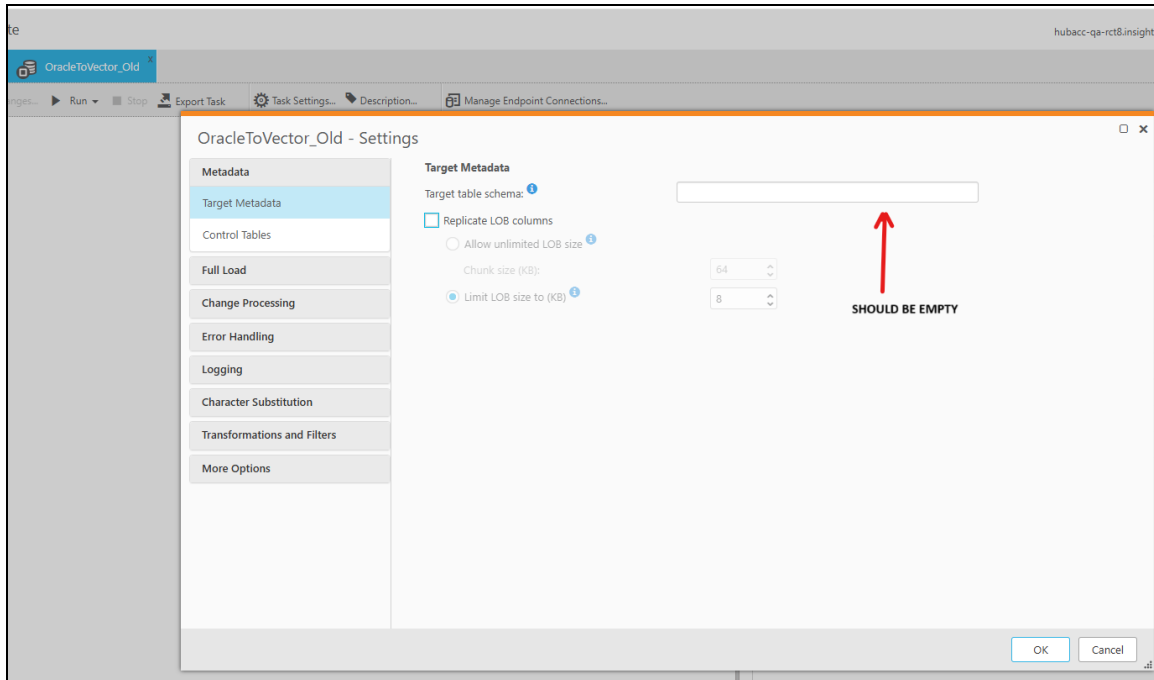 te
hubacc-qa-rct8.insight
OracleToVector_Old x
anges... Run Stop Export Task Task Settings... Description... Manage Endpoint Connections...
OracleToVector_Old - Settings
Metadata
Target Metadata
Control Tables
Full Load
Change Processing
Error Handling
Logging
Character Substitution
Transformations and Filters
More Options
Target Metadata
Target table schema:
Replicate LOB columns
Allow unlimited LOB size
Chunk size (KB): 64
Limit LOB size to (KB) 8
SHOULD BE EMPTY
OK Cancel